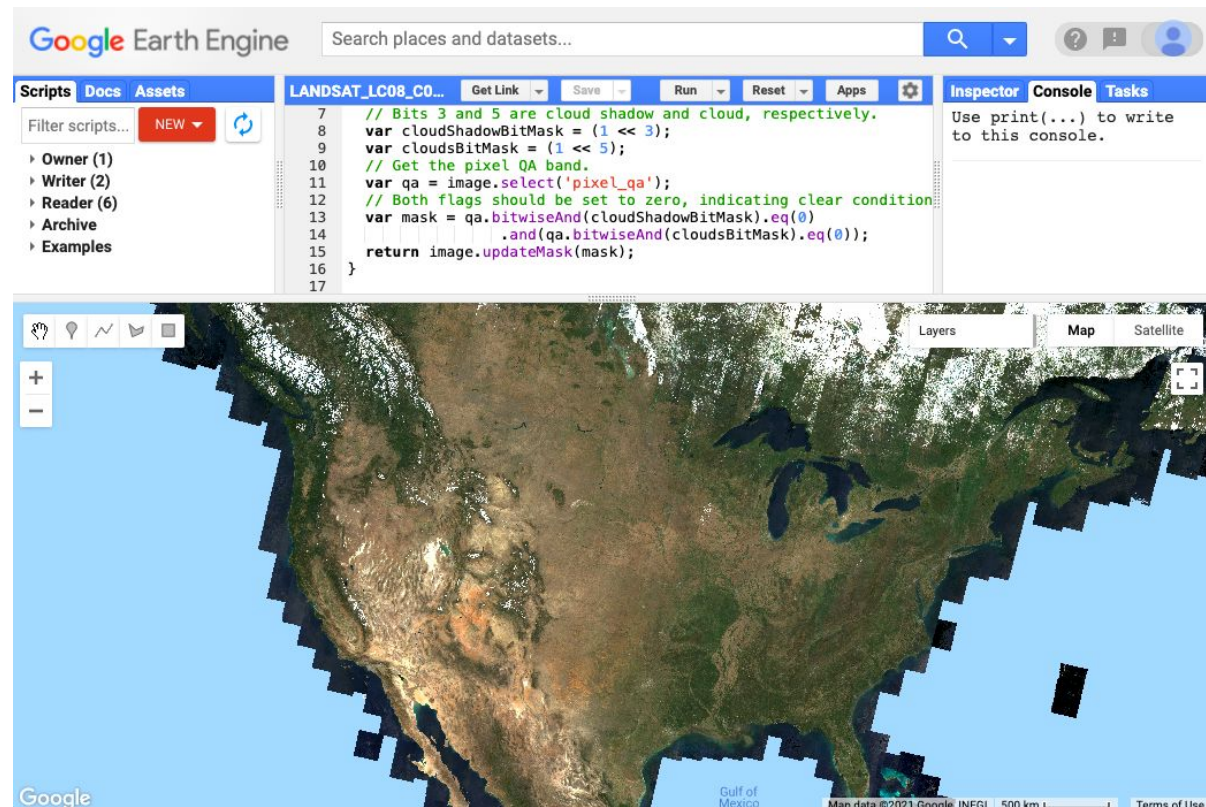 Google Earth Engine
Search places and datasets...
Scripts Docs Assets
Filter scripts...
NEW
Owner (1)
Writer (2)
Reader (6)
Archive
Examples
LANDSAT_LC08_C0...
Get Link
Save
Run
Reset
Apps
7 // Bits 3 and 5 are cloud shadow and cloud, respectively.
8 var cloudShadowBitMask = (1 << 3);
9 var cloudsBitMask = (1 << 5);
10 // Get the pixel QA band.
11 var qa = image.select('pixel_qa');
12 // Both flags should be set to zero, indicating clear condition
13 var mask = qa.bitwiseAnd(cloudShadowBitMask).eq(0)
14 .and(qa.bitwiseAnd(cloudsBitMask).eq(0));
15 return image.updateMask(mask);
16 }
17
Inspector Console Tasks
Use print(...) to write
to this console.
Layers
Map
Satellite
+
−
Google
Gulf of
Mexico
Map data ©2021 Google, INEGI
500 km
Terms of Use